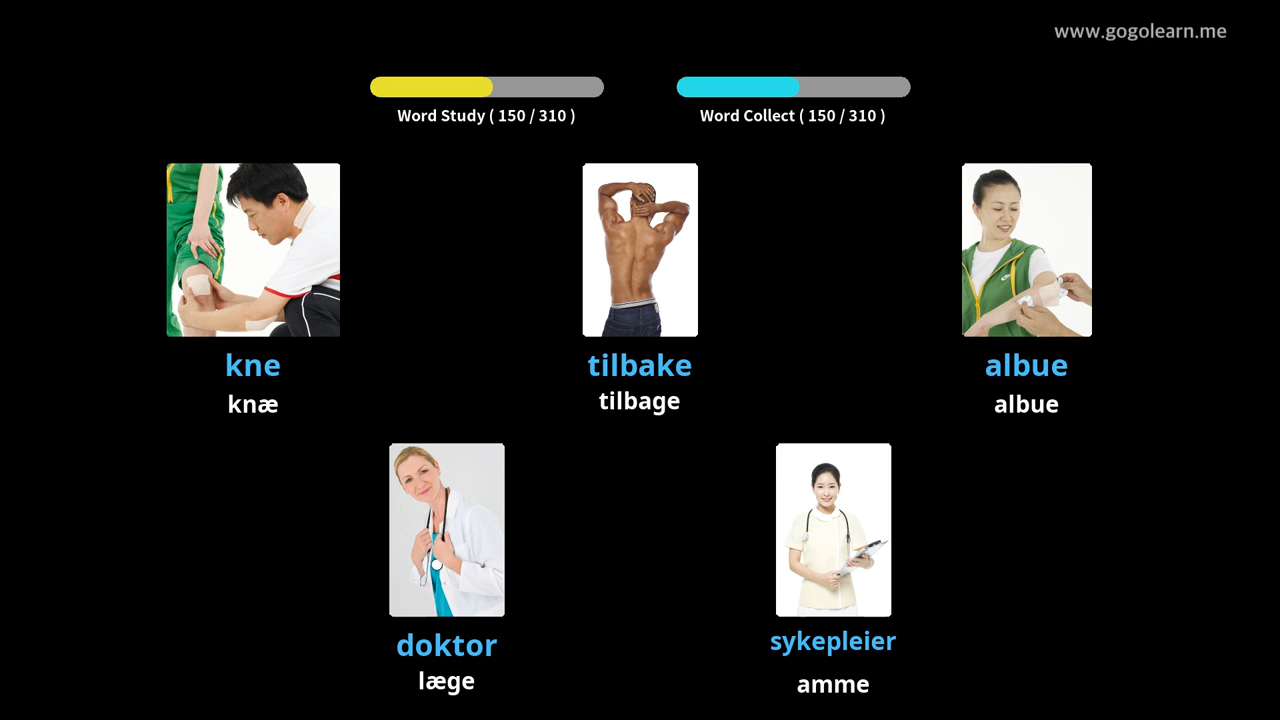 www.gogolearn.me
Word Study ( 150 / 310 )
Word Collect ( 150 / 310 )
kne
knæ
tilbake
tilbage
albue
albue
doktor
læge
sykepleier
amme